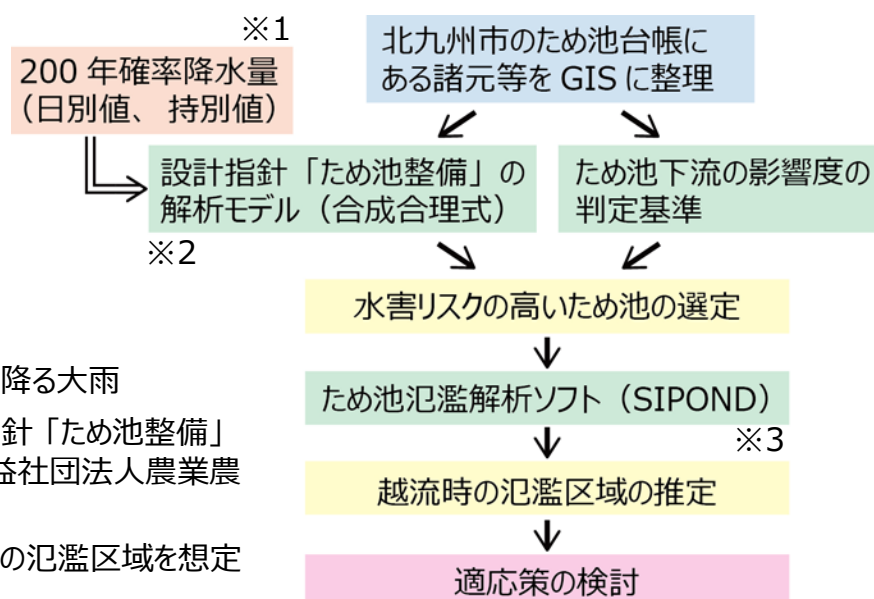 ※1
200 年確率降水量
（日別値、 持別値）
北九州市のため池台帳に
ある諸元等を GIS に整理
設計指針「ため池整備」の
解析モデル（合成合理式）
※2
ため池下流の影響度の
判定基準
水害リスクの高いため池の選定
ため池氾濫解析ソフト（SIPOND）
※3
越流時の氾濫区域の推定
適応策の検討
降る大雨
針「ため池整備」
益社団法人農業農
の氾濫区域を想定